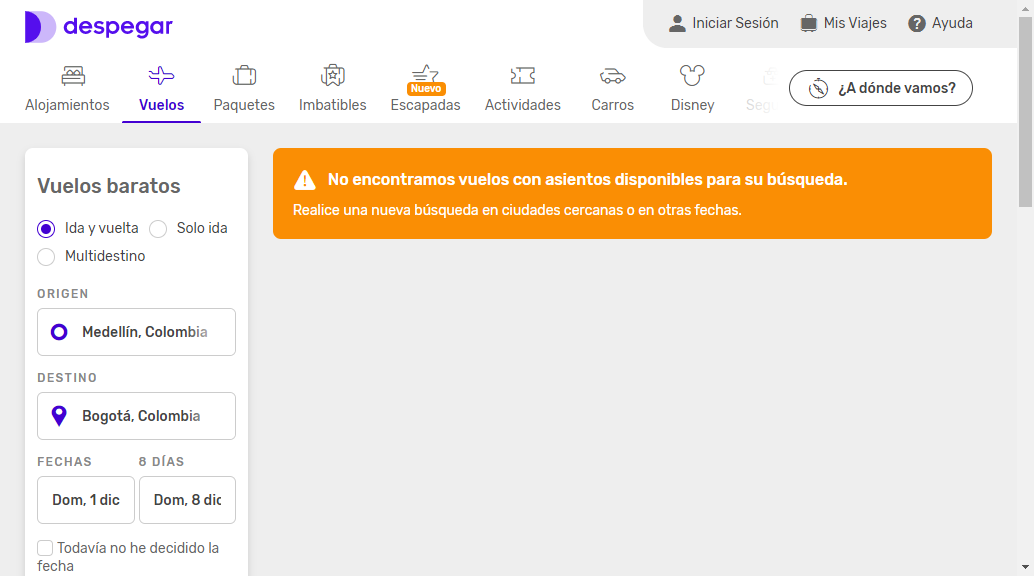 despegar
Iniciar Sesión
Mis Viajes
Ayuda
Alojamientos
Vuelos
Paquetes
Imbatibles
Nuevo
Escapadas
Actividades
Carros
Disney
Seg
¿A dónde vamos?
Vuelos baratos
Ida y vuelta
Solo ida
Multidestino
ORIGEN
Medellín, Colombia
DESTINO
Bogotá, Colombia
FECHAS
8 DÍAS
Dom, 1 dic
Dom, 8 dic
Todavía no he decidido la
fecha
No encontramos vuelos con asientos disponibles para su búsqueda.
Realice una nueva búsqueda en ciudades cercanas o en otras fechas.